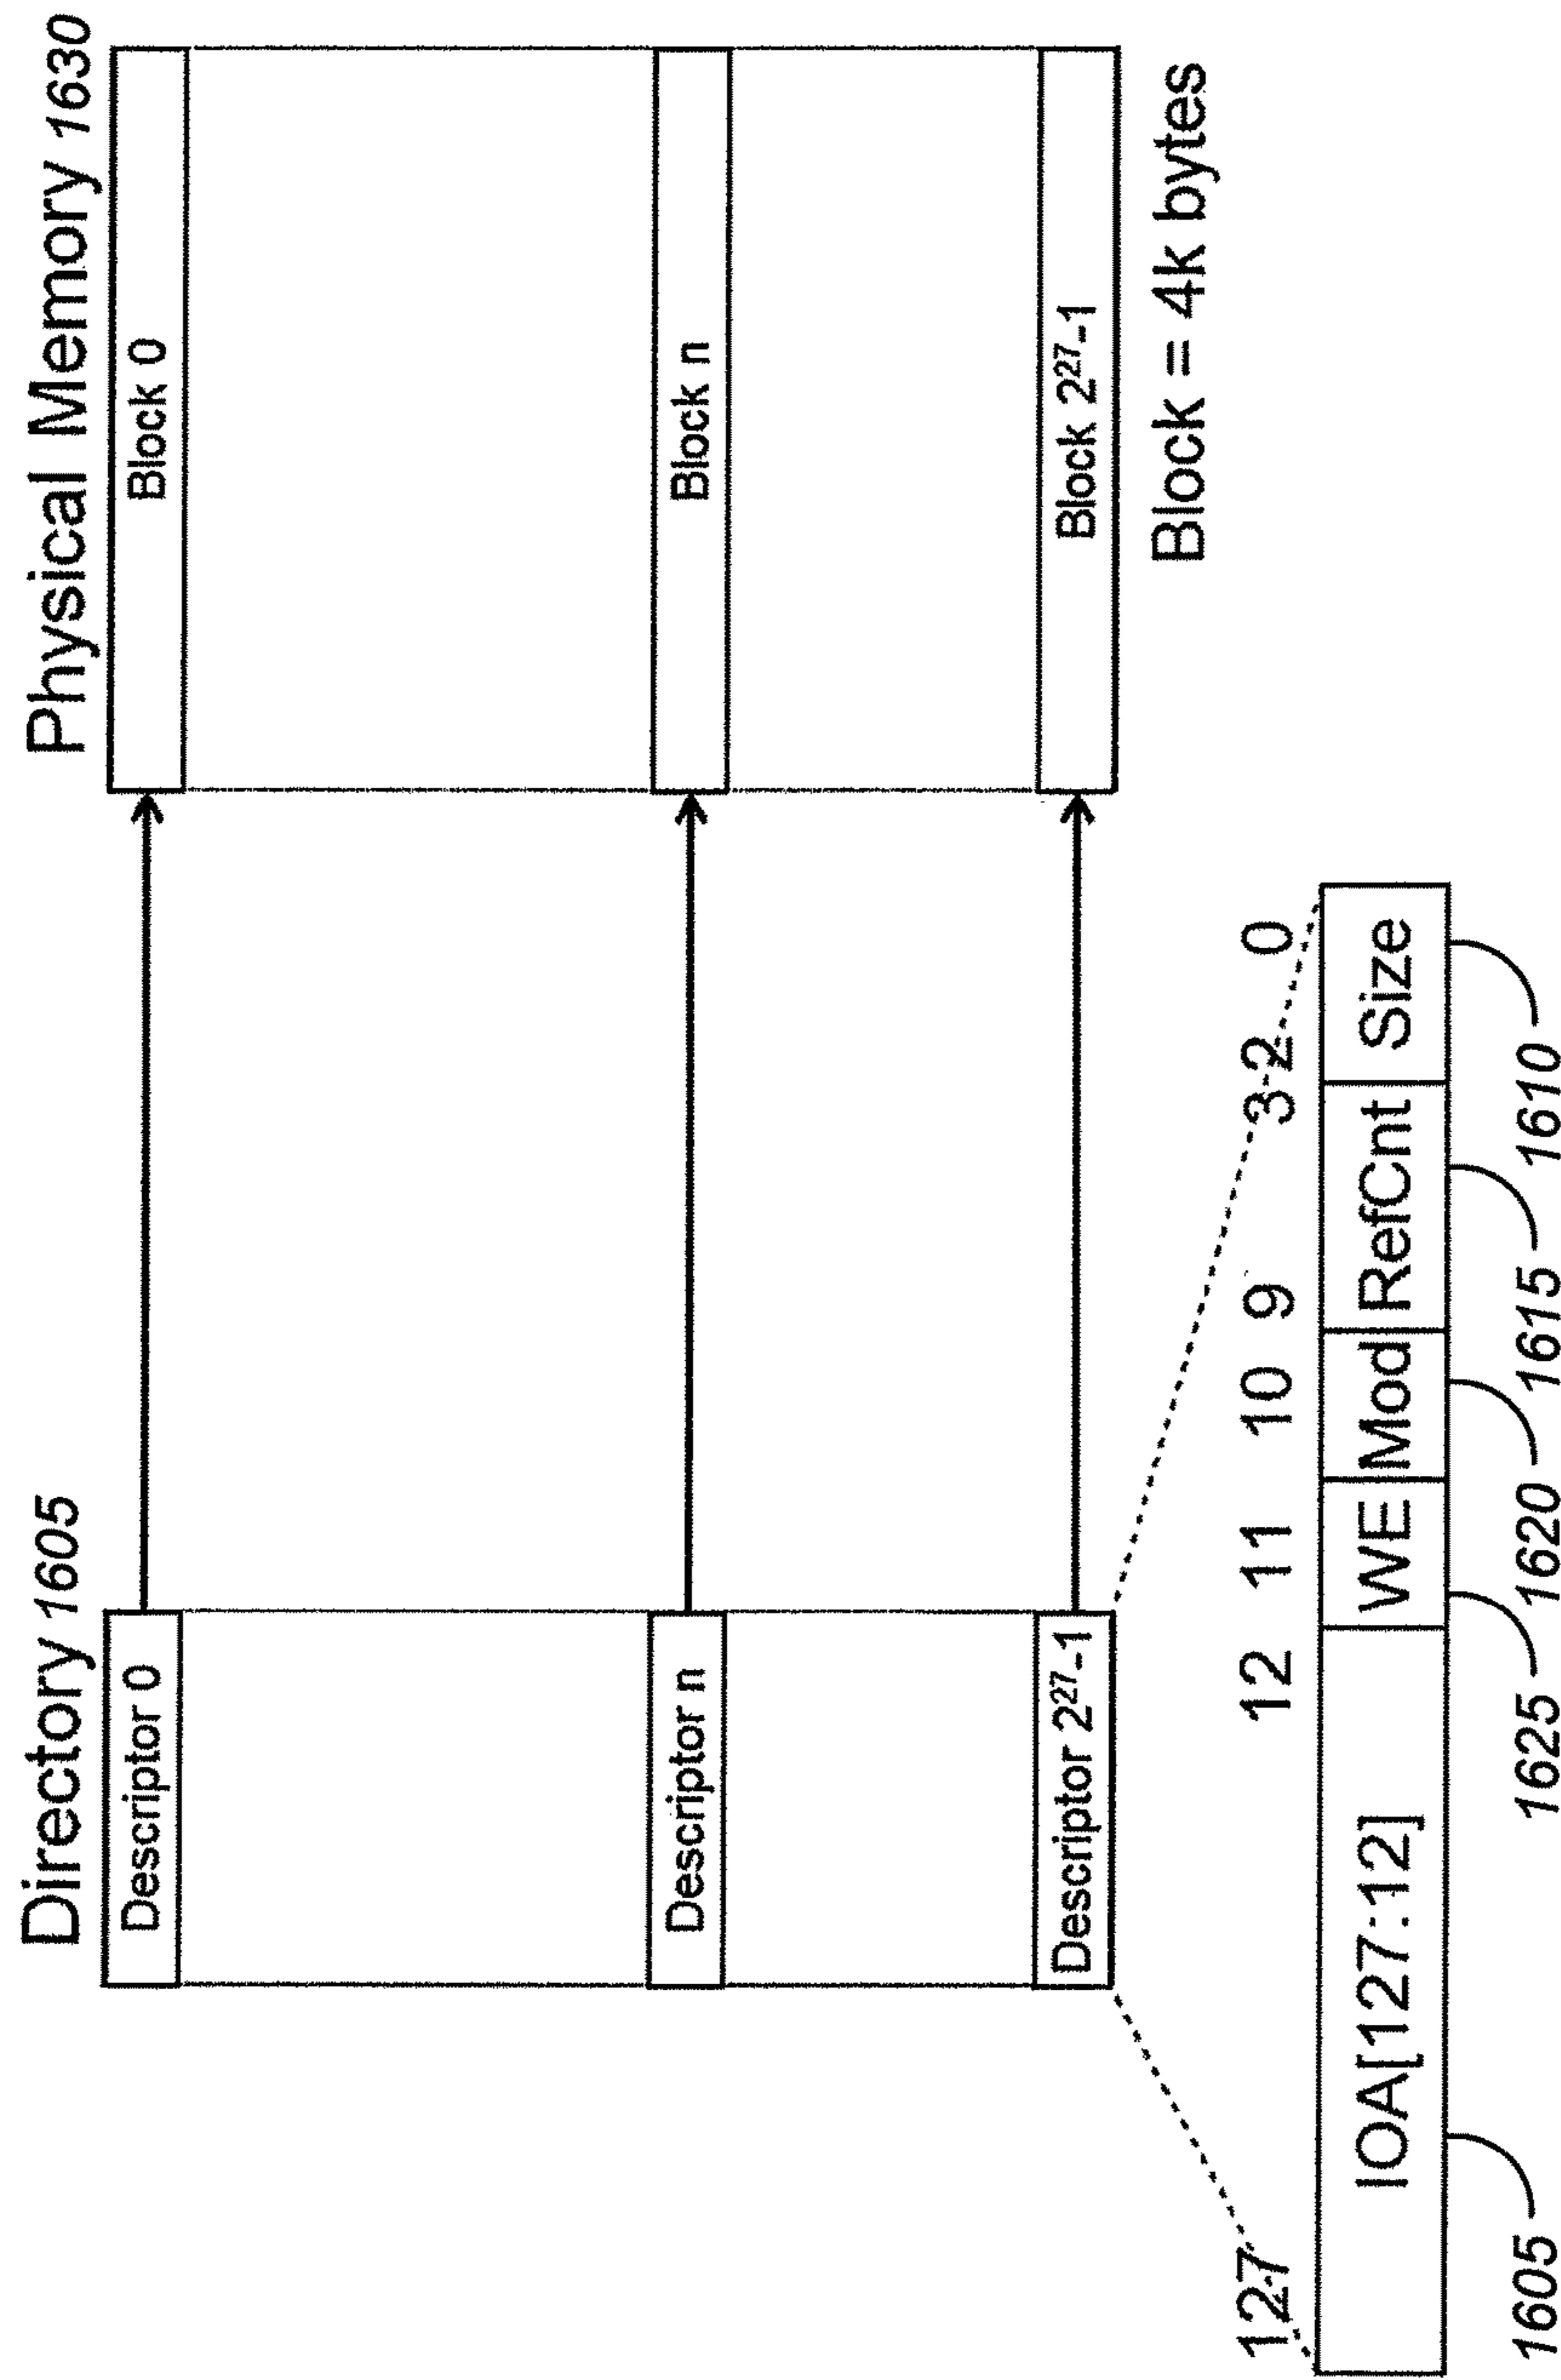 Directory 1605
Physical Memory 1630
Descriptor 0
Block 0
Descriptor n
Block n
Descriptor 2²⁷-1
Block 2²⁷-1
Block = 4k bytes
127 12 11 10 9 3 2 0
IOA[127:12] WE Mod RefCnt Size
1605 1625 1620 1615 1610